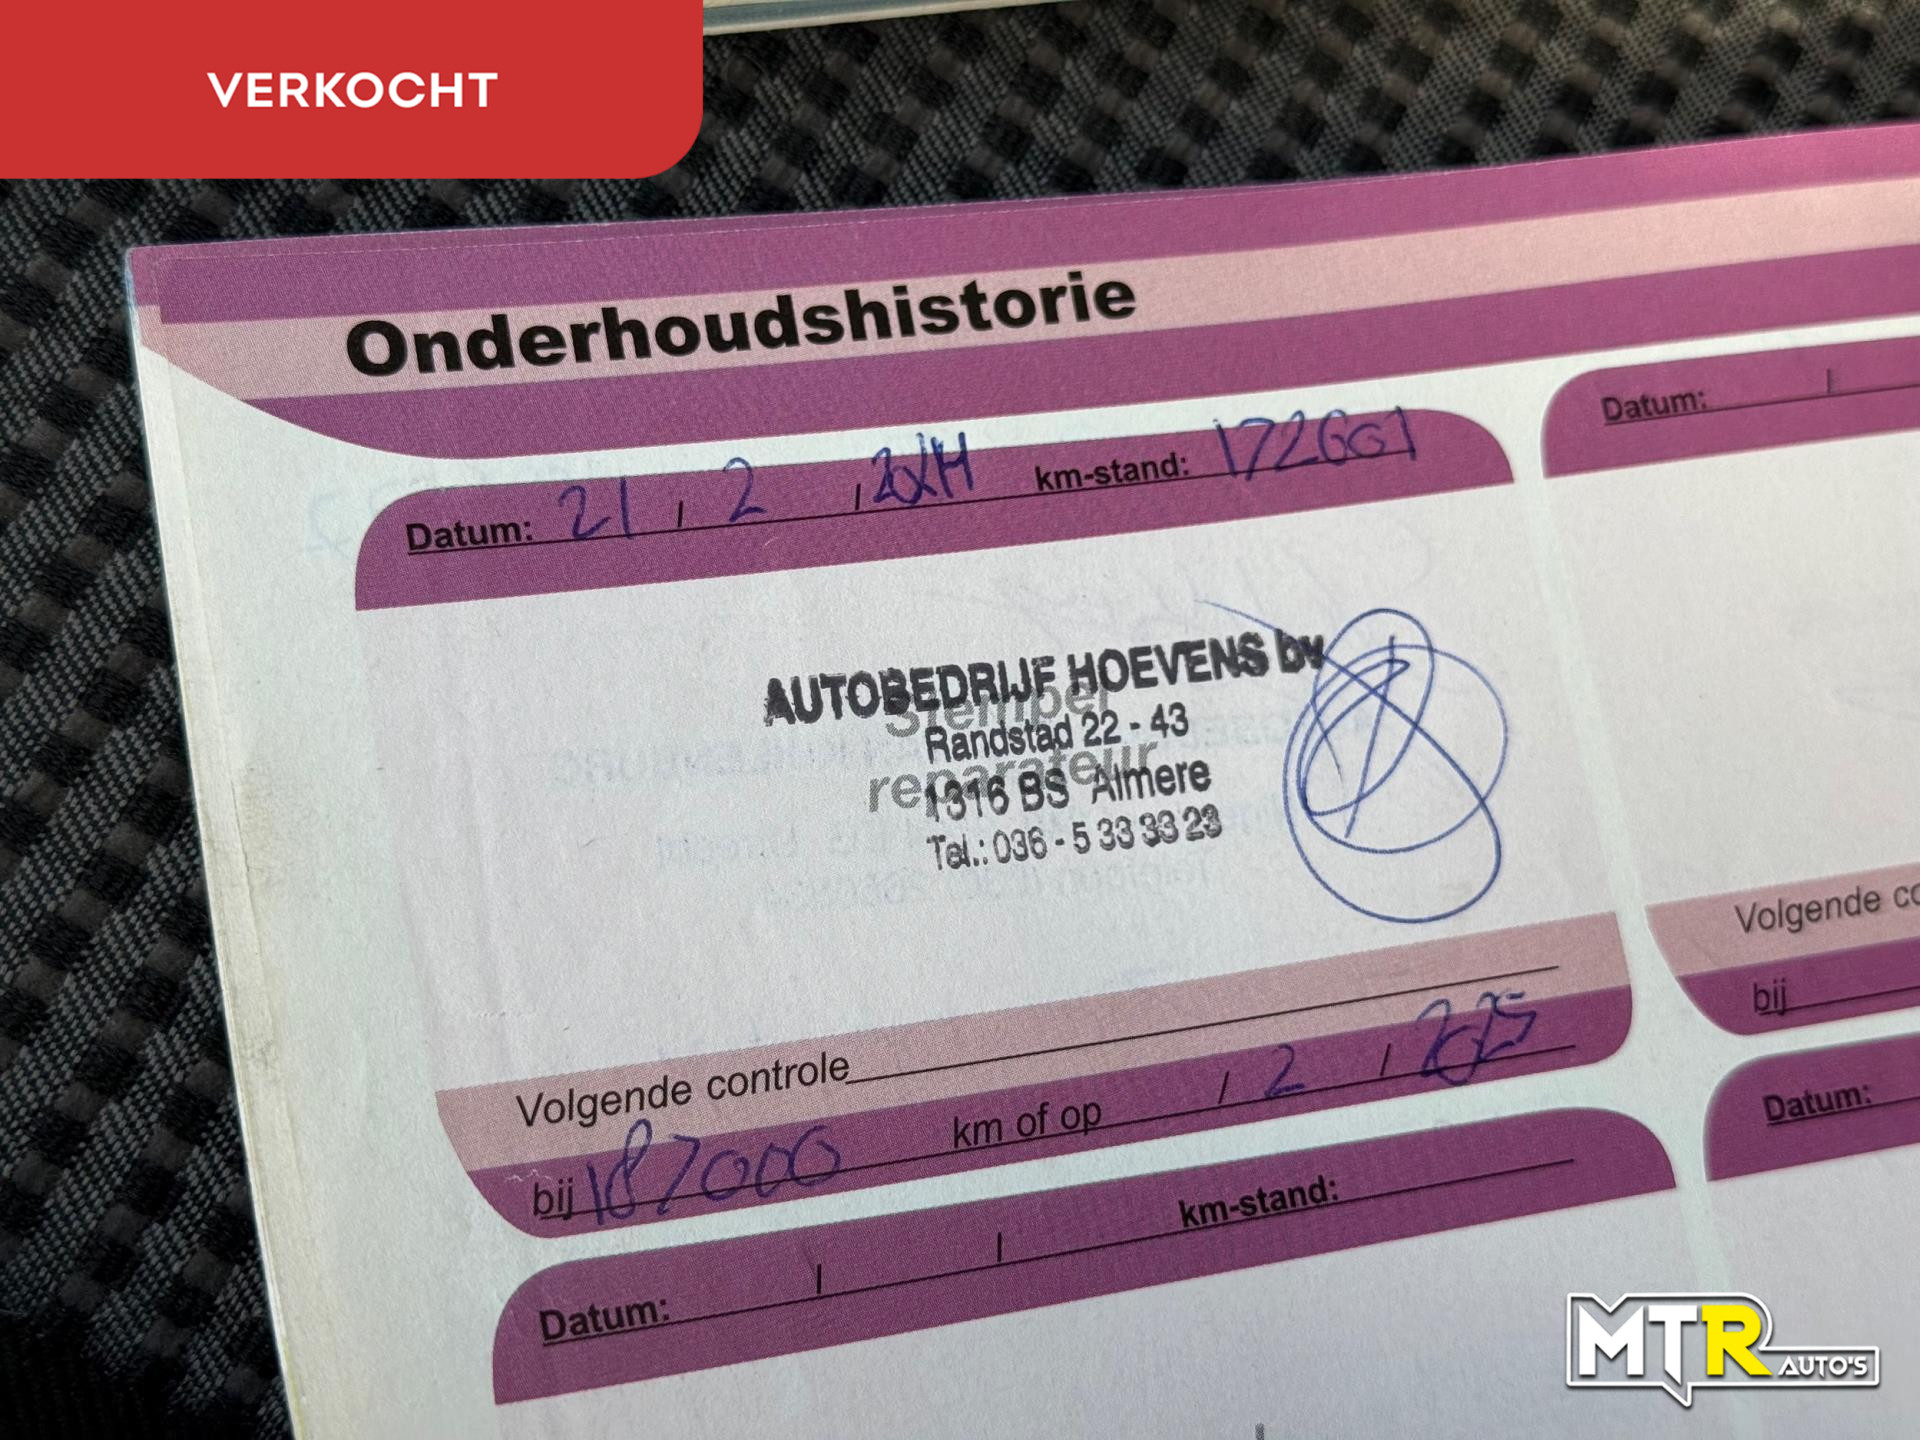 VERKOCHT
Onderhoudshistorie
Datum: 21 / 2 / 2024 km-stand: 172661
Datum: /
Stempel
reparateur
AUTOBEDRIJF HOEVENS bv
Randstad 22 - 43
1316 BS Almere
Tel.: 036 - 5 33 33 23
Volgende controle
bij 187000 km of op / 2 / 2025
Volgende
bij
Datum: / / km-stand:
Datum:
MTR AUTO'S